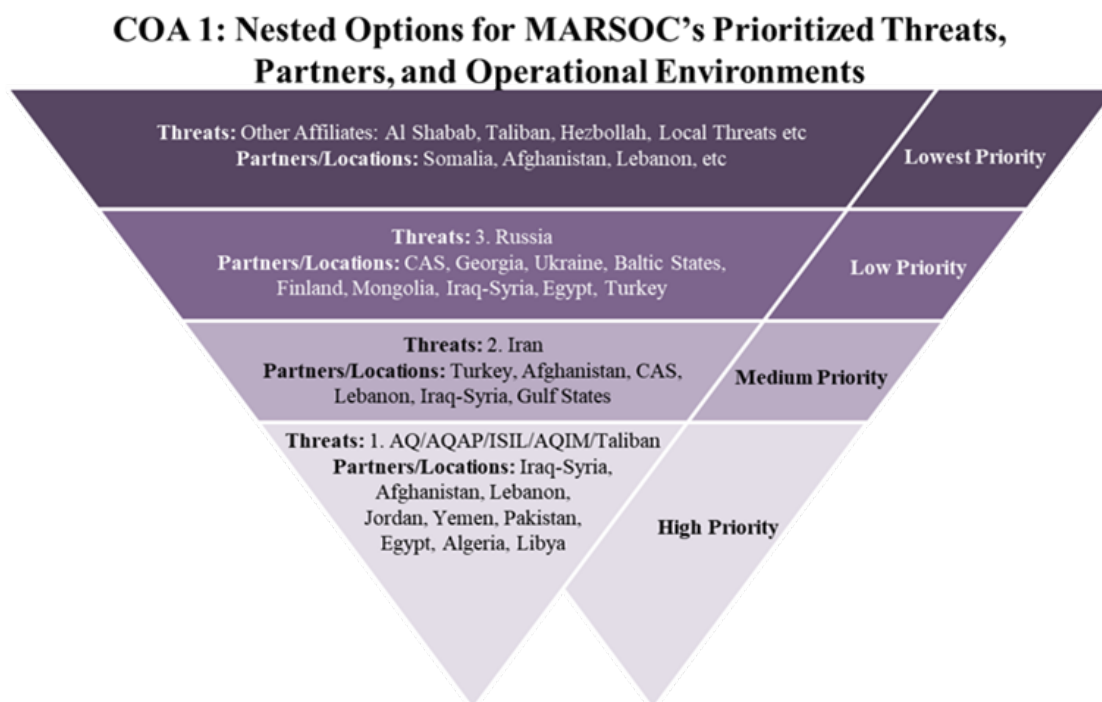 COA 1: Nested Options for MARSOC's Prioritized Threats,
Partners, and Operational Environments
Threats: Other Affiliates: Al Shabab, Taliban, Hezbollah, Local Threats etc
Partners/Locations: Somalia, Afghanistan, Lebanon, etc
Lowest Priority
Threats: 3. Russia
Partners/Locations: CAS, Georgia, Ukraine, Baltic States,
Finland, Mongolia, Iraq-Syria, Egypt, Turkey
Low Priority
Threats: 2. Iran
Partners/Locations: Turkey, Afghanistan, CAS,
Lebanon, Iraq-Syria, Gulf States
Medium Priority
Threats: 1. AQ/AQAP/ISIL/AQIM/Taliban
Partners/Locations: Iraq-Syria,
Afghanistan, Lebanon,
Jordan, Yemen, Pakistan,
Egypt, Algeria, Libya
High Priority